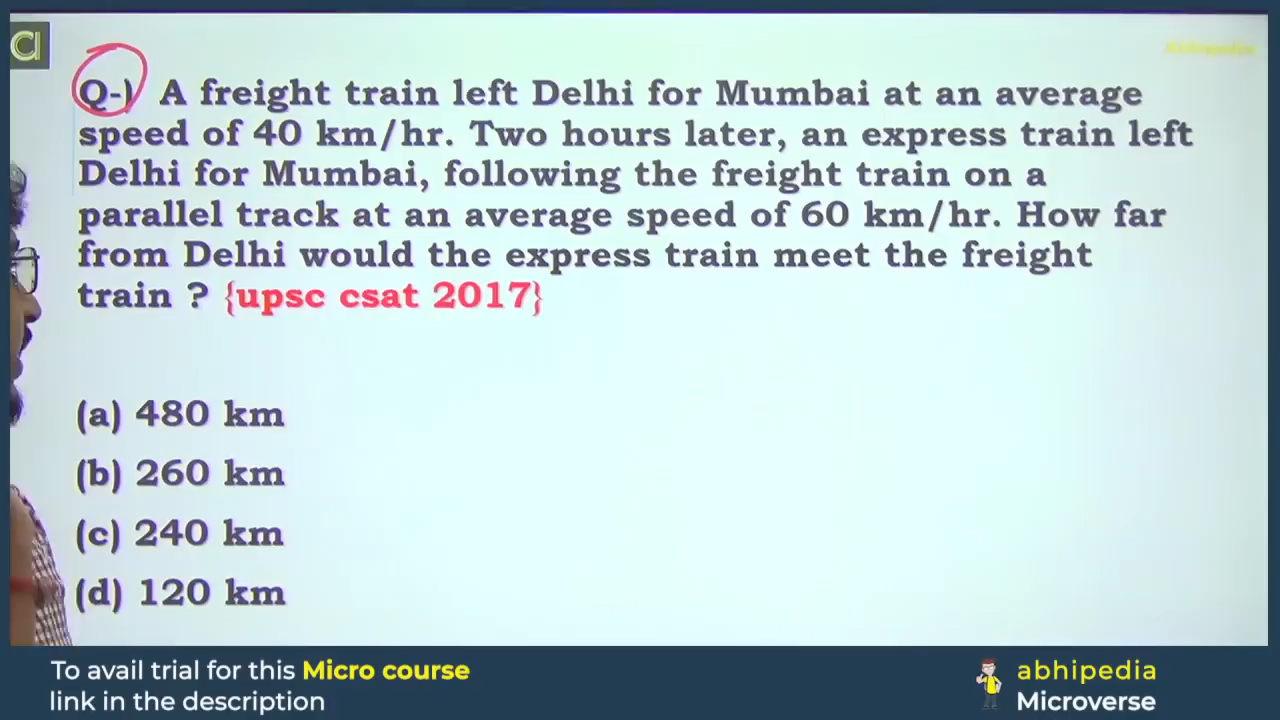 Abhipedia
Q-) A freight train left Delhi for Mumbai at an average
speed of 40 km/hr. Two hours later, an express train left
Delhi for Mumbai, following the freight train on a
parallel track at an average speed of 60 km/hr. How far
from Delhi would the express train meet the freight
train ? {upsc csat 2017}
(a) 480 km
(b) 260 km
(c) 240 km
(d) 120 km
To avail trial for this Micro course
link in the description
abhipedia
Microverse